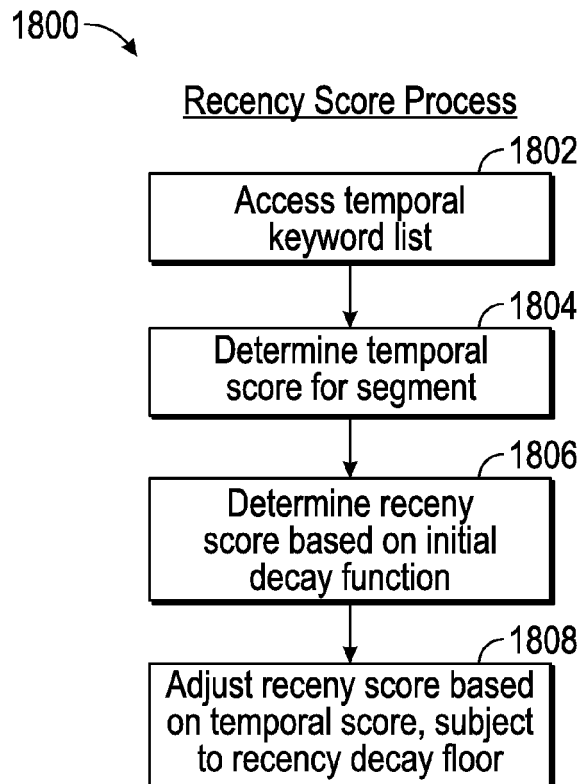 1800
Recency Score Process
1802
Access temporal
keyword list
1804
Determine temporal
score for segment
1806
Determine receny
score based on initial
decay function
1808
Adjust receny score based
on temporal score, subject
to recency decay floor